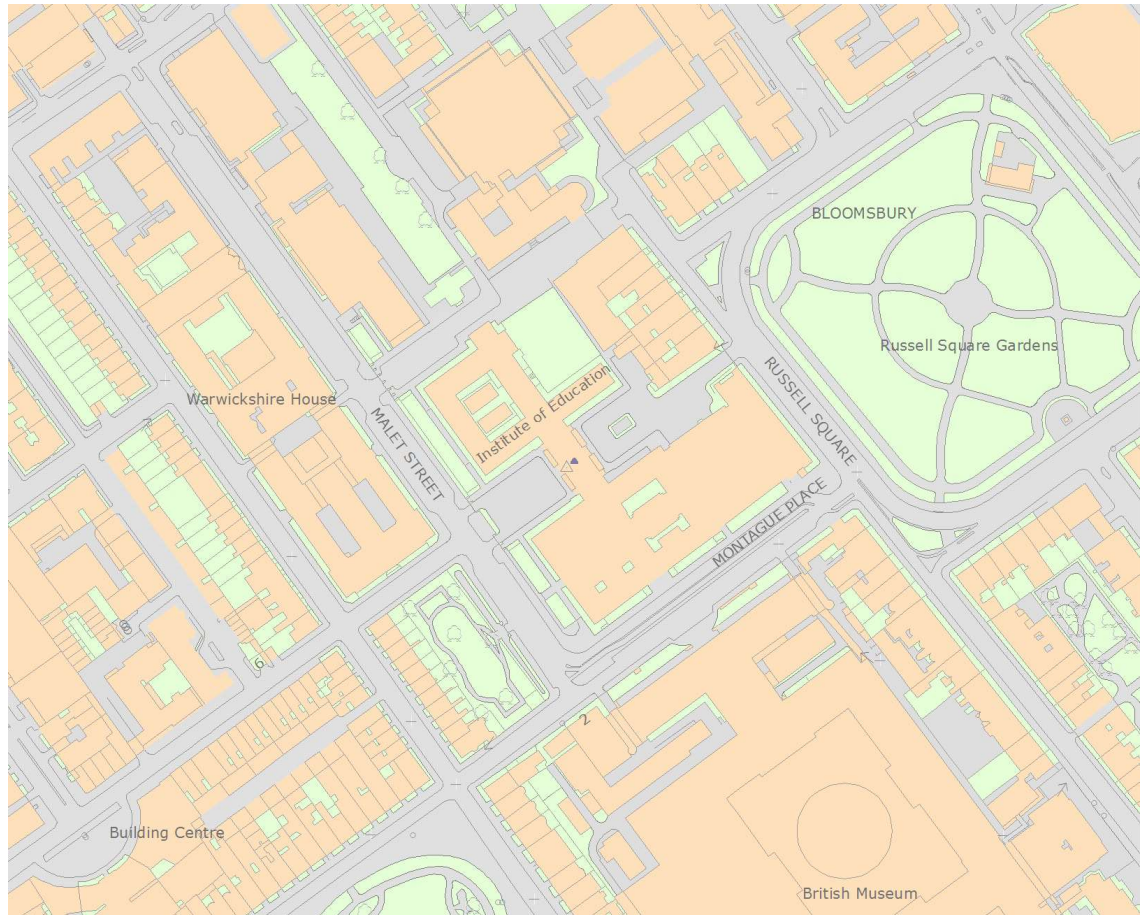 BLOOMSBURY
Russell Square Gardens
RUSSELL SQUARE
Warwickshire House
Institute of Education
MALET STREET
MONTAGUE PLACE
6
2
Building Centre
British Museum